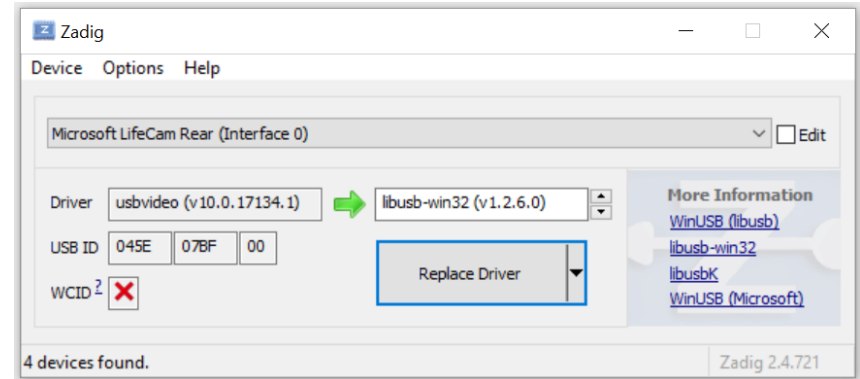 Zadig
Device Options Help
Microsoft LifeCam Rear (Interface 0)
Edit
Driver usbvideo (v10.0.17134.1) libusb-win32 (v1.2.6.0)
USB ID 045E 07BF 00
WCID ?
Replace Driver
More Information
WinUSB (libusb)
libusb-win32
libusbK
WinUSB (Microsoft)
4 devices found.
Zadig 2.4.721